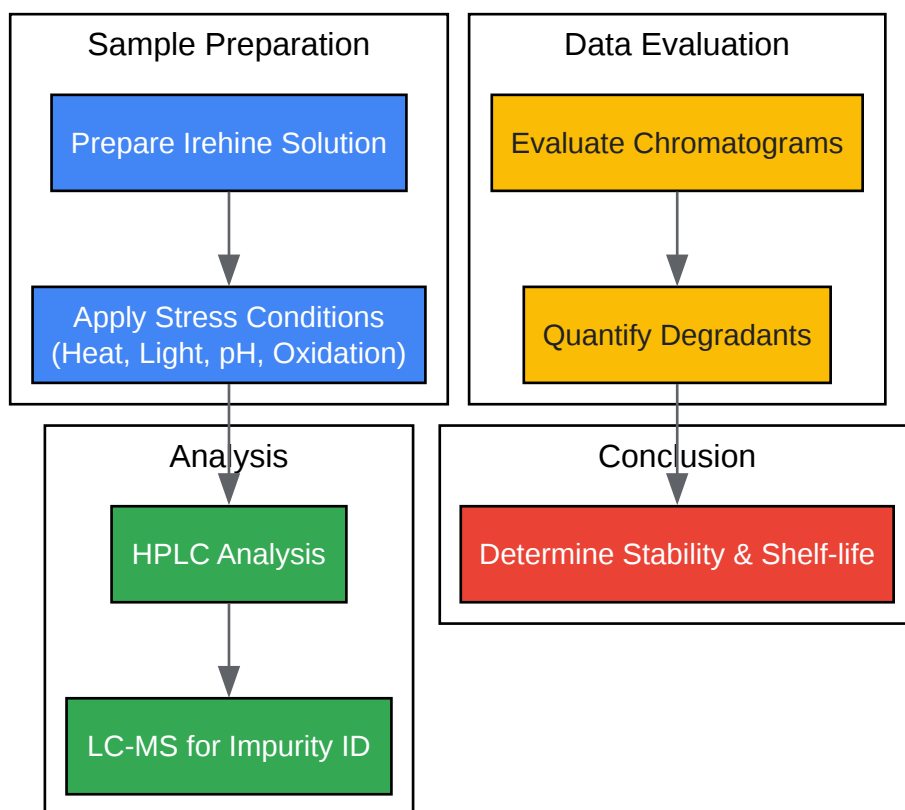 Sample Preparation
Prepare Irehine Solution
Apply Stress Conditions
(Heat, Light, pH, Oxidation)
Analysis
HPLC Analysis
LC-MS for Impurity ID
Data Evaluation
Evaluate Chromatograms
Quantify Degradants
Conclusion
Determine Stability & Shelf-life